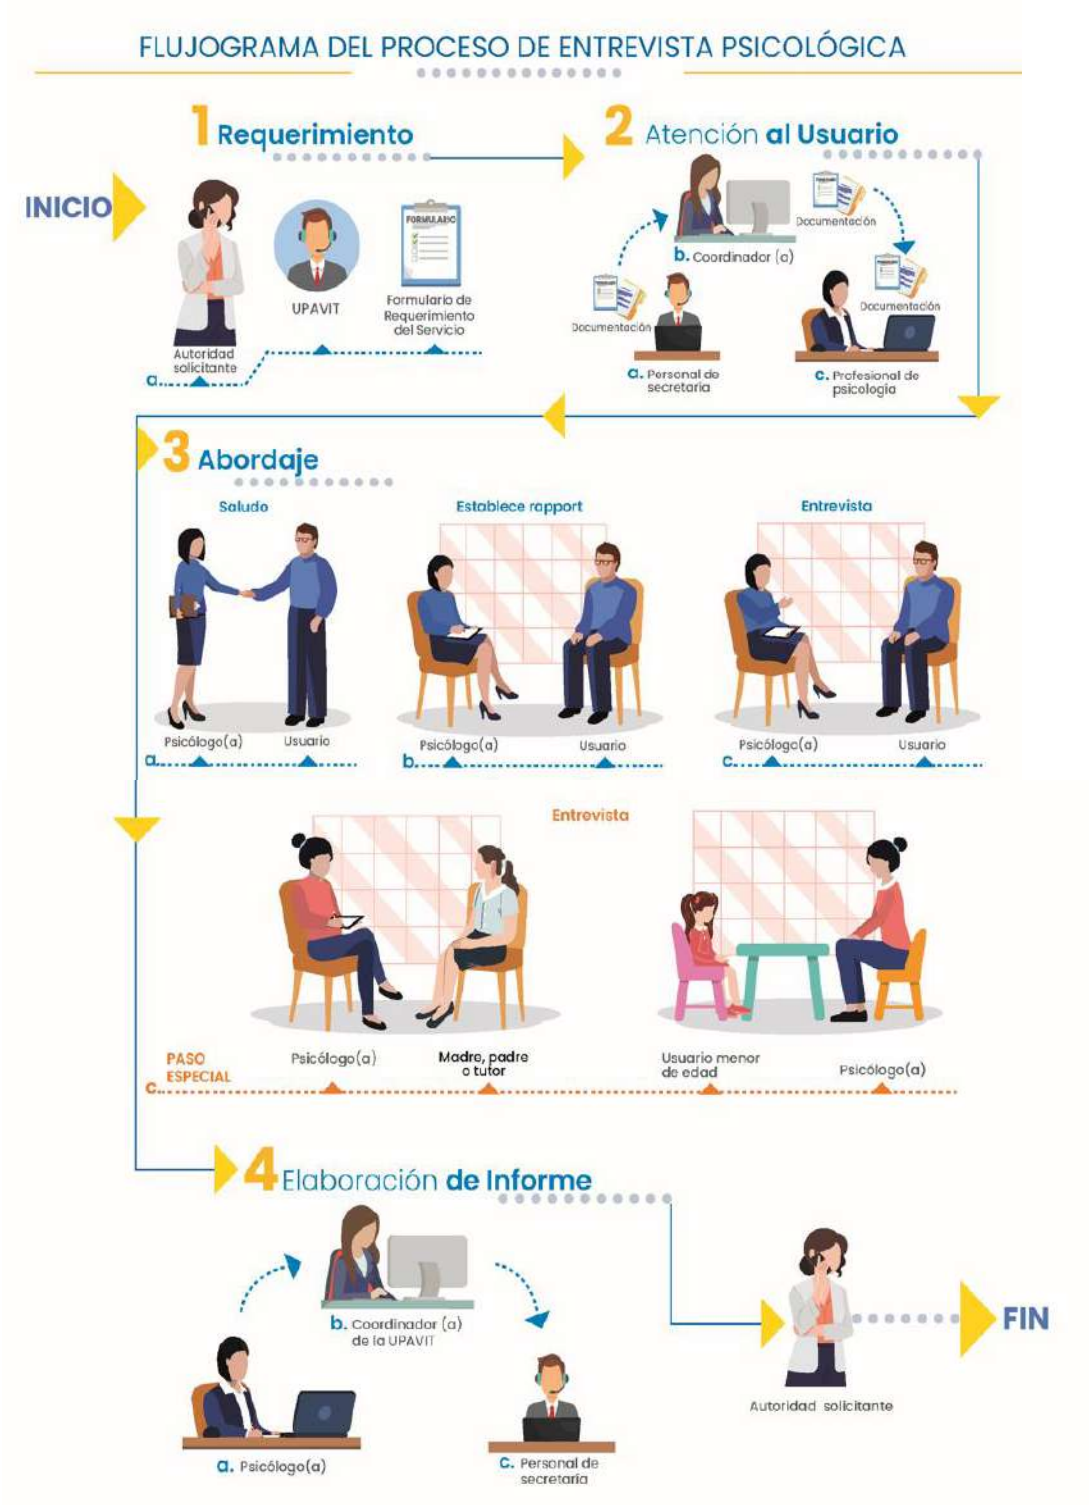 FLUJOGRAMA DEL PROCESO DE ENTREVISTA PSICOLÓGICA
INICIO
1 Requerimiento
FORMULARIO
UPAVIT
Formulario de
Requerimiento
del Servicio
Autoridad
solicitante
a.
2 Atención al Usuario
Documentación
b. Coordinador (a)
Documentación
Documentación
a. Personal de
secretaria
c. Profesional de
psicología
3 Abordaje
Saludo
Establece rapport
Entrevista
Psicólogo(a)
Usuario
a.
Psicólogo(a)
Usuario
b.
Psicólogo(a)
Usuario
c.
Entrevista
PASO
ESPECIAL
c.
Psicólogo(a)
Madre, padre
o tutor
Usuario menor
de edad
Psicólogo(a)
4 Elaboración de Informe
b. Coordinador (a)
de la UPAVIT
a. Psicólogo(a)
c. Personal de
secretaría
Autoridad solicitante
FIN